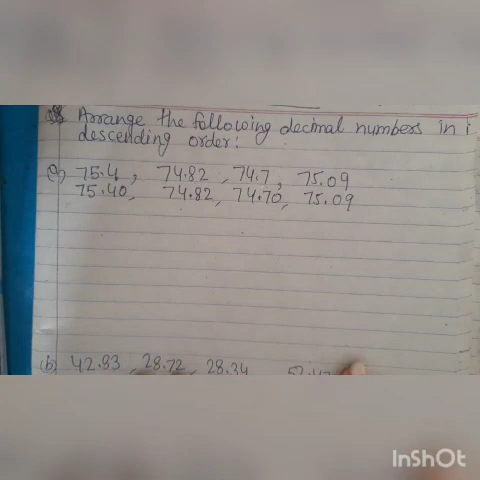 Arrange the following decimal numbers in
descending order:
75.4, 74.82, 74.7, 75.09
75.40, 74.82, 74.70, 75.09
(b) 42.83, 28.72, 28.34
InShOt